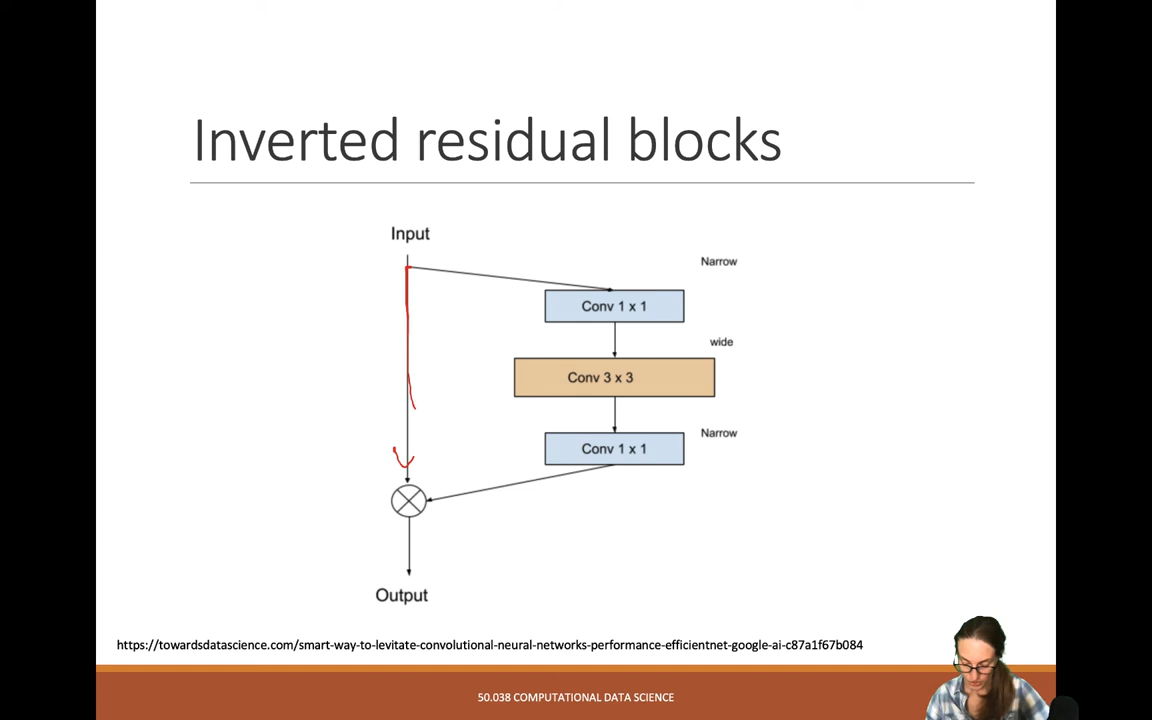 Inverted residual blocks
Input
Narrow
Conv 1 x 1
wide
Conv 3 x 3
Narrow
Conv 1 x 1
Output
https://towardsdatascience.com/smart-way-to-levitate-convolutional-neural-networks-performance-efficientnet-google-ai-c87a1f67b084
50.038 COMPUTATIONAL DATA SCIENCE